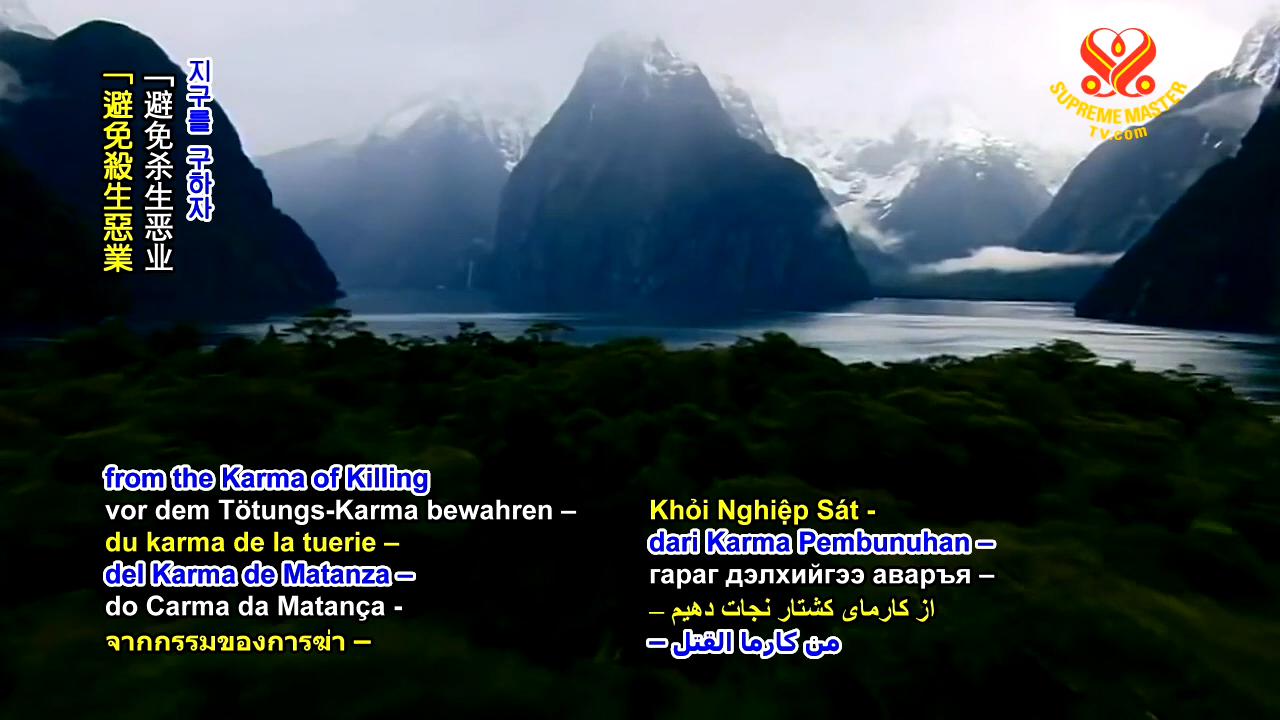 지구를 구하자
「避免杀生恶业
「避免殺生惡業
SUPREME MASTER
TV.com
from the Karma of Killing
vor dem Tötungs-Karma bewahren –
du karma de la tuerie –
del Karma de Matanza –
do Carma da Matança -
จากกรรมของการฆ่า –
Khỏi Nghiệp Sát -
dari Karma Pembunuhan –
гараг дэлхийгээ аваръя –
از کارمای کشتار نجات دهیم –
من كارما القتل –